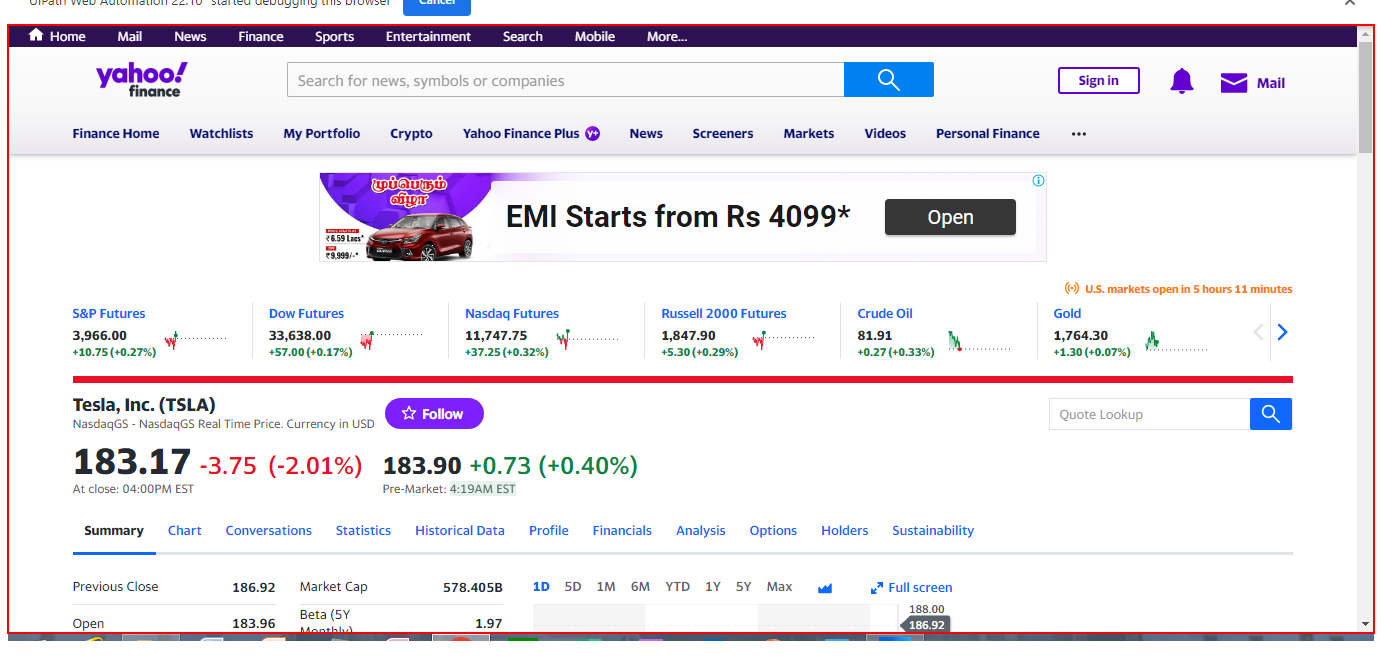 UiPath Web Automation 22.10" started debugging this browser Cancel
Home Mail News Finance Sports Entertainment Search Mobile More...
yahoo!
finance
Search for news, symbols or companies
Sign in
Mail
Finance Home Watchlists My Portfolio Crypto Yahoo Finance Plus Y+ News Screeners Markets Videos Personal Finance ...
முப்பெரும்
விழா
₹ 6.59 Lacs*
₹9,999/-*
EMI Starts from Rs 4099*
Open
U.S. markets open in 5 hours 11 minutes
S&P Futures Dow Futures Nasdaq Futures Russell 2000 Futures Crude Oil Gold
3,966.00 33,638.00 11,747.75 1,847.90 81.91 1,764.30
+10.75 (+0.27%) +57.00 (+0.17%) +37.25 (+0.32%) +5.30 (+0.29%) +0.27 (+0.33%) +1.30 (+0.07%)
Tesla, Inc. (TSLA)
NasdaqGS - NasdaqGS Real Time Price. Currency in USD
Follow
Quote Lookup
183.17 -3.75 (-2.01%) 183.90 +0.73 (+0.40%)
At close: 04:00PM EST Pre-Market: 4:19AM EST
Summary Chart Conversations Statistics Historical Data Profile Financials Analysis Options Holders Sustainability
Previous Close 186.92 Market Cap 578.405B 1D 5D 1M 6M YTD 1Y 5Y Max Full screen
Open 183.96 Beta (5Y
Monthly) 1.97
188.00
186.92